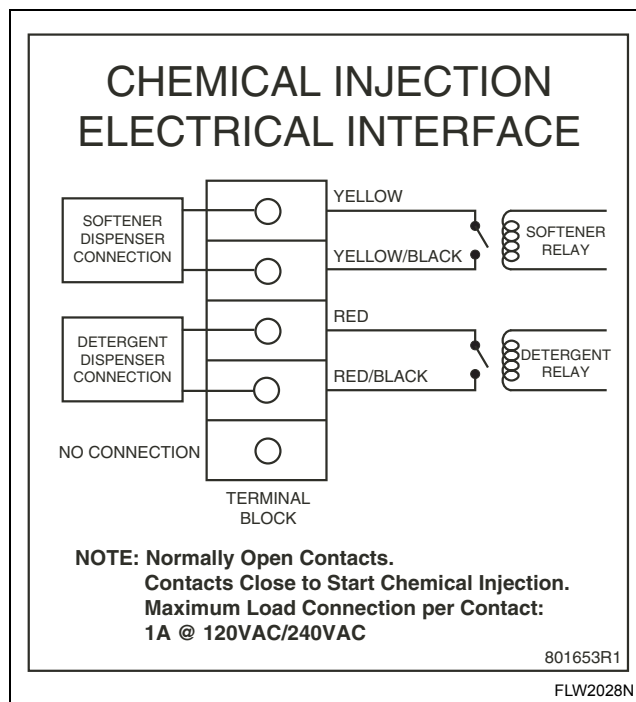 CHEMICAL INJECTION
ELECTRICAL INTERFACE
SOFTENER
DISPENSER
CONNECTION
YELLOW
YELLOW/BLACK
SOFTENER
RELAY
DETERGENT
DISPENSER
CONNECTION
RED
RED/BLACK
DETERGENT
RELAY
NO CONNECTION
TERMINAL
BLOCK
NOTE: Normally Open Contacts.
Contacts Close to Start Chemical Injection.
Maximum Load Connection per Contact:
1A @ 120VAC/240VAC
801653R1
FLW2028N